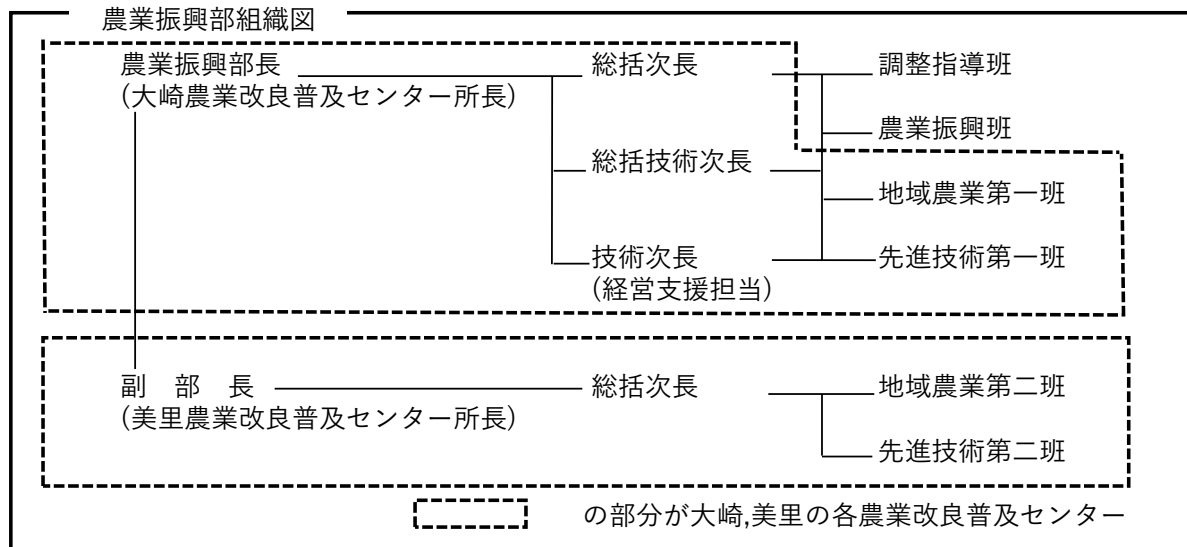 農業振興部組織図
農業振興部長 総括次長 調整指導班
(大崎農業改良普及センター所長)
農業振興班
総括技術次長
地域農業第一班
技術次長 先進技術第一班
(経営支援担当)
副 部 長 総括次長 地域農業第二班
(美里農業改良普及センター所長)
先進技術第二班
の部分が大崎,美里の各農業改良普及センター